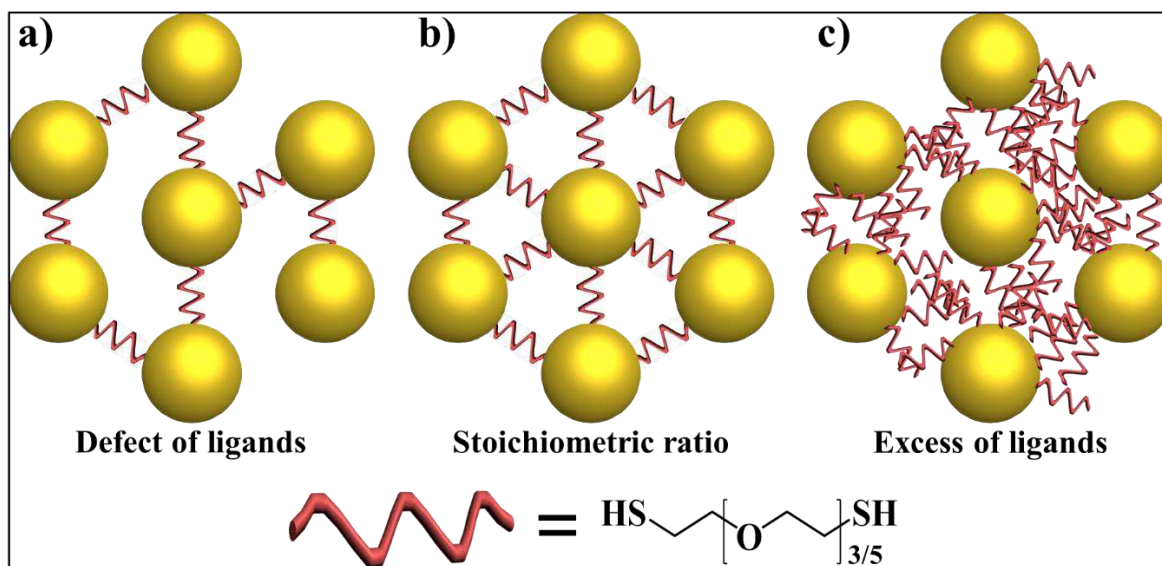 a) b) c)
Defect of ligands Stoichiometric ratio Excess of ligands
= HS O SH
3/5